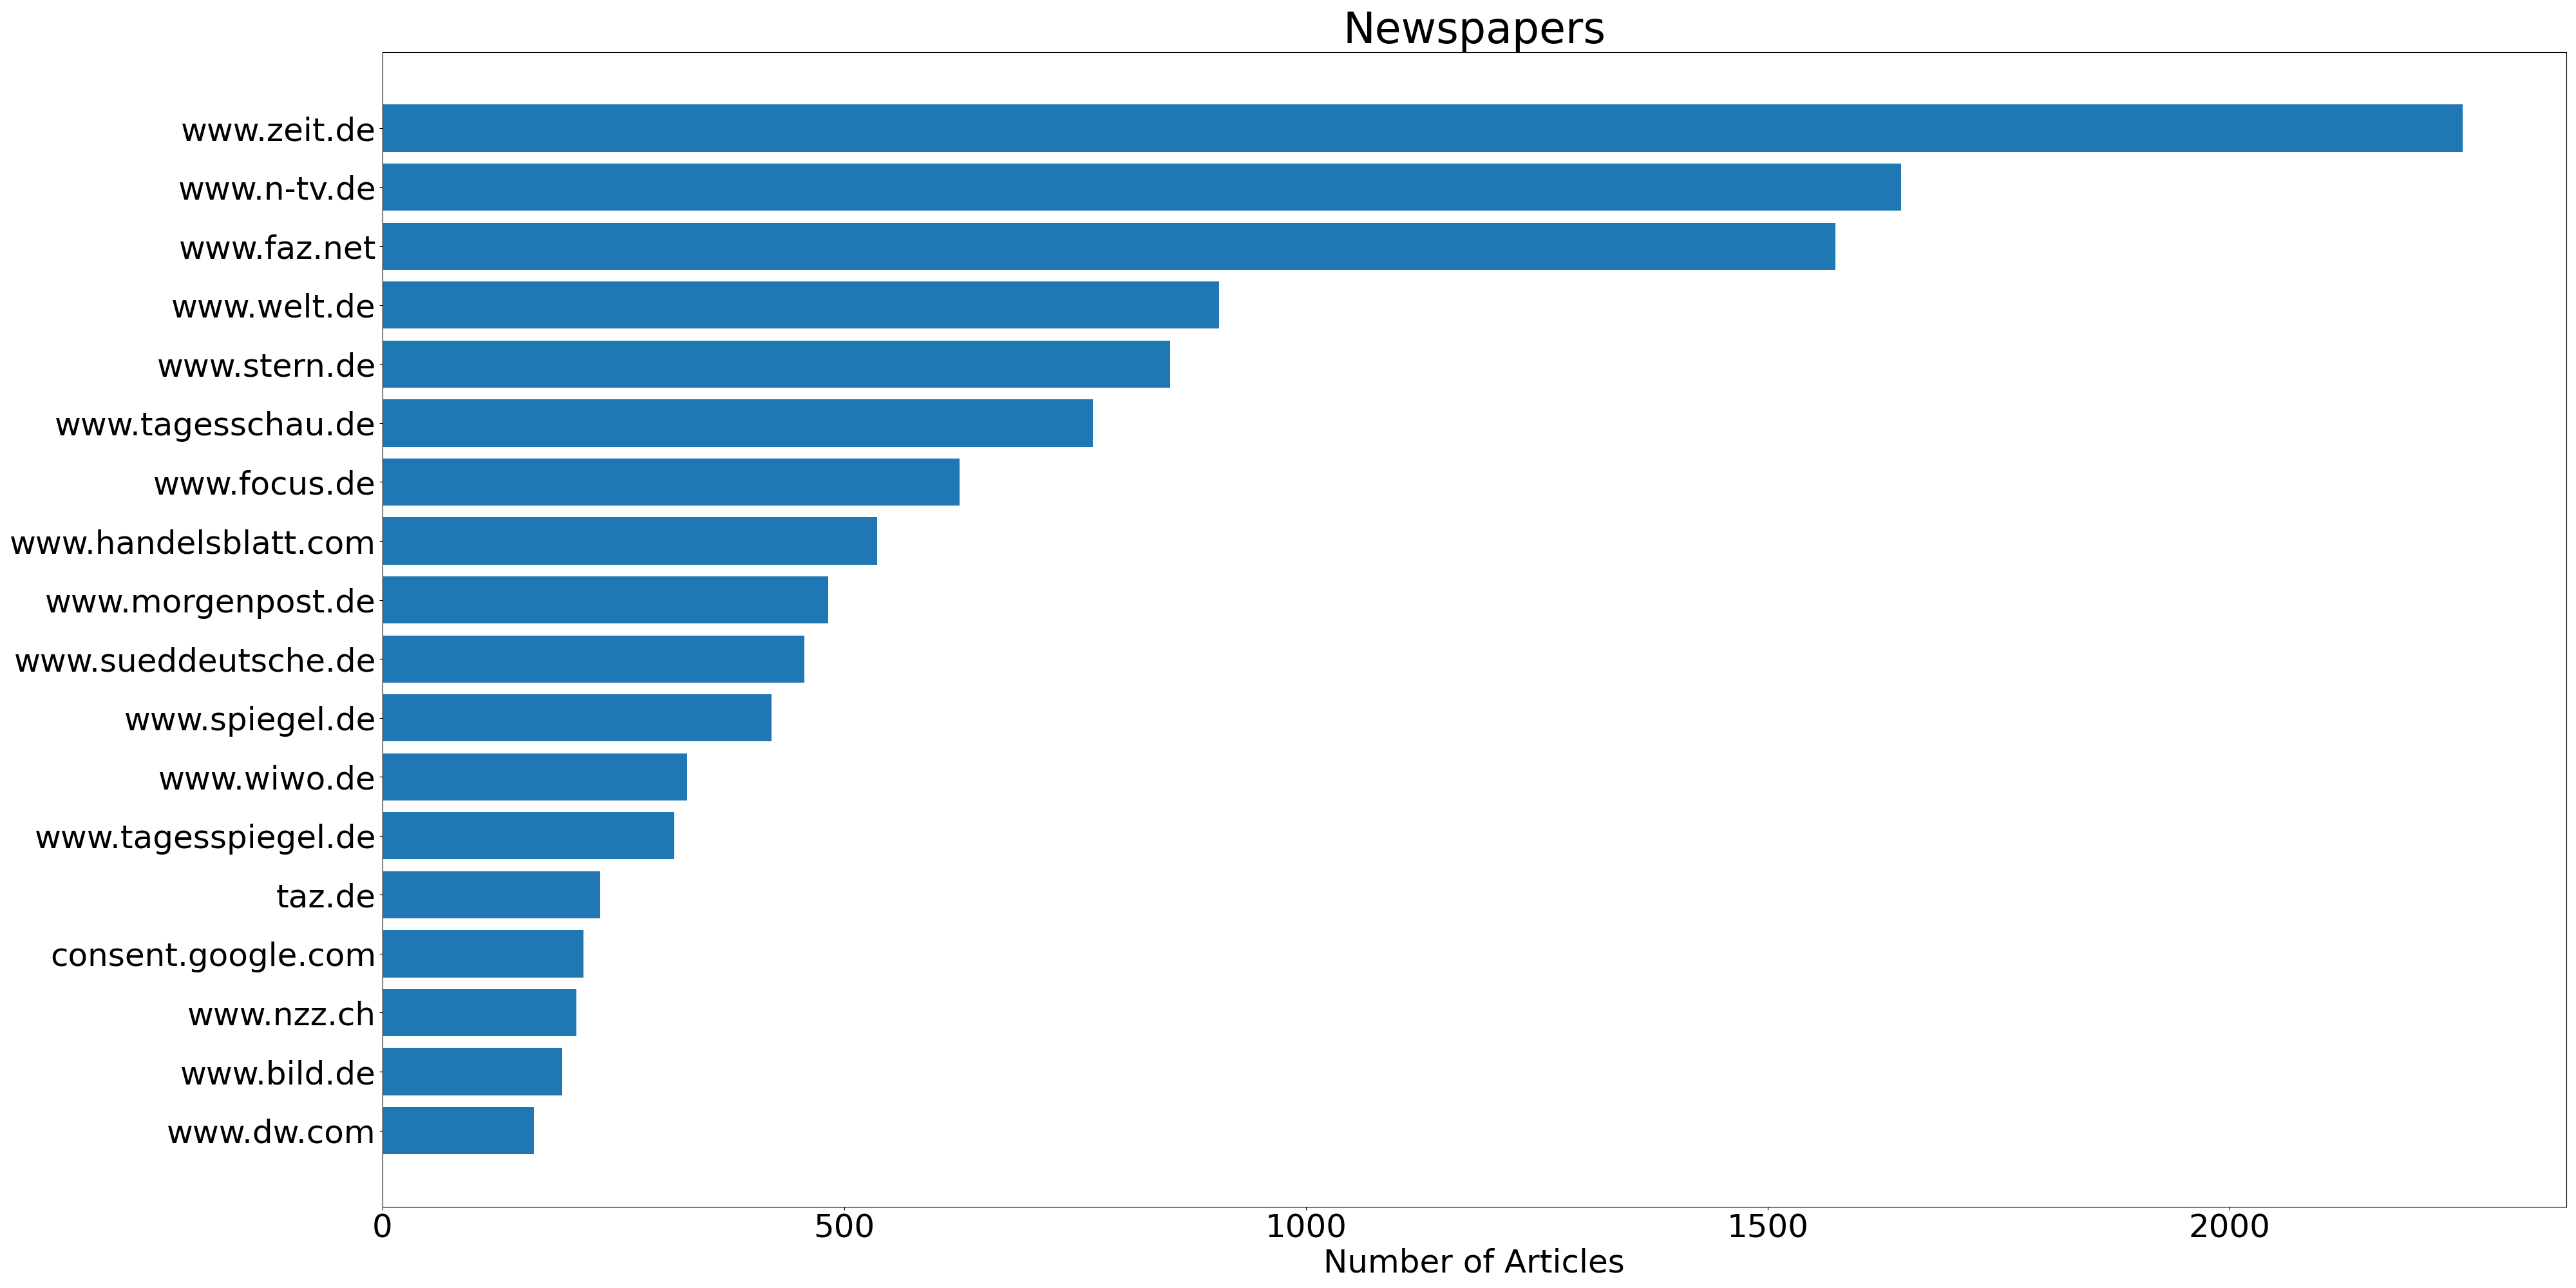 Newspapers
www.zeit.de
www.n-tv.de
www.faz.net
www.welt.de
www.stern.de
www.tagesschau.de
www.focus.de
www.handelsblatt.com
www.morgenpost.de
www.sueddeutsche.de
www.spiegel.de
www.wiwo.de
www.tagesspiegel.de
taz.de
consent.google.com
www.nzz.ch
www.bild.de
www.dw.com
0 500 1000 1500 2000
Number of Articles